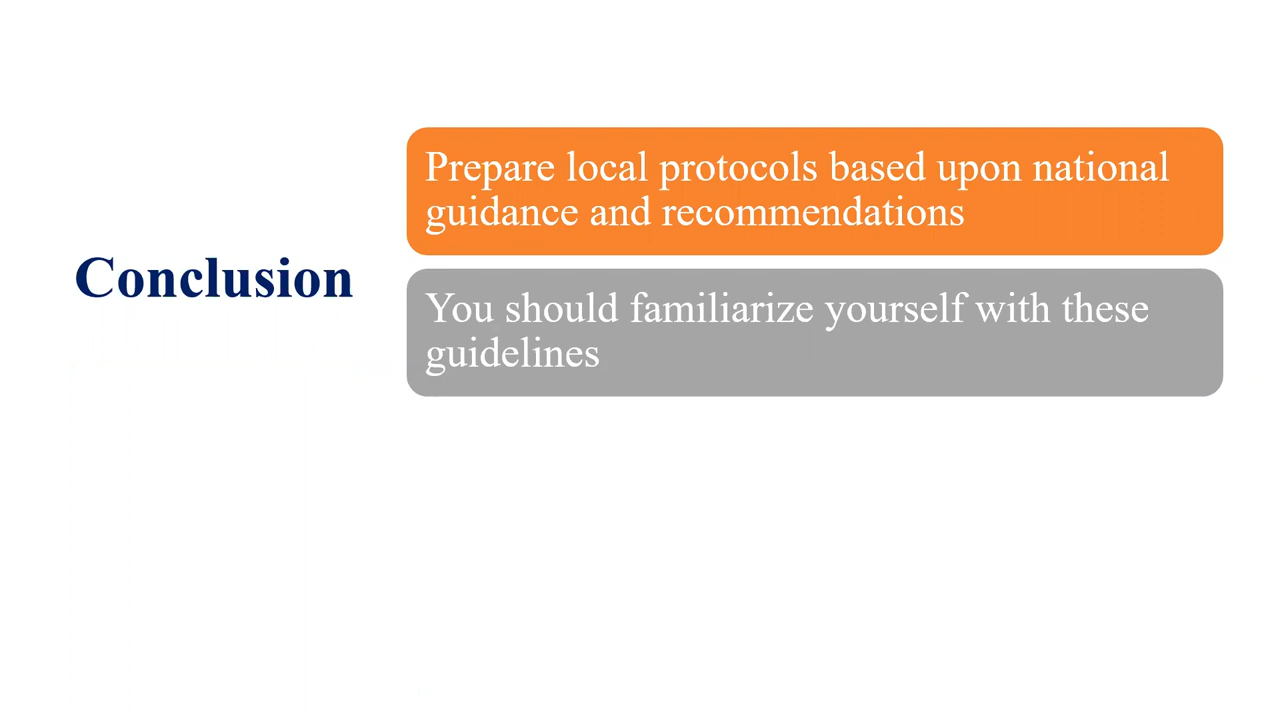 Conclusion
Prepare local protocols based upon national
guidance and recommendations
You should familiarize yourself with these
guidelines